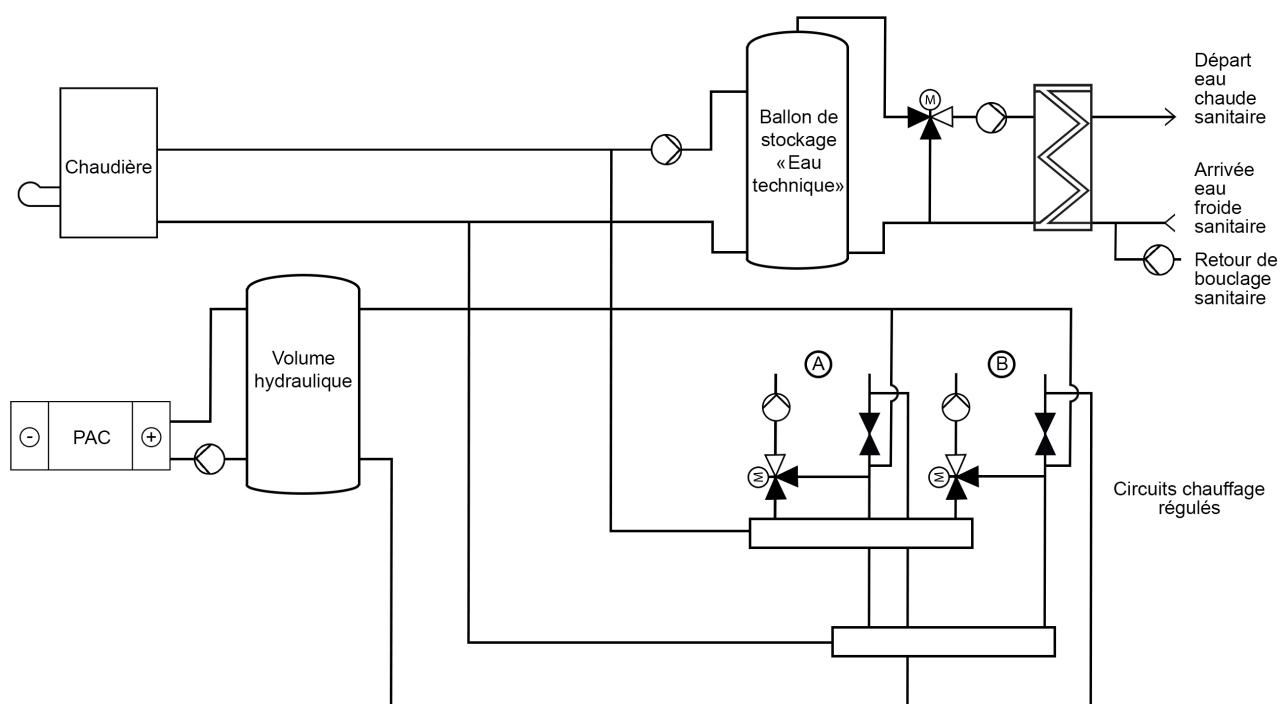 Départ
eau
chaude
sanitaire
M
Ballon de
stockage
«Eau
technique»
Chaudière
Arrivée
eau
froide
sanitaire
Retour de
bouclage
sanitaire
Volume
hydraulique
A
B
- PAC +
M
M
Circuits chauffage
régulés